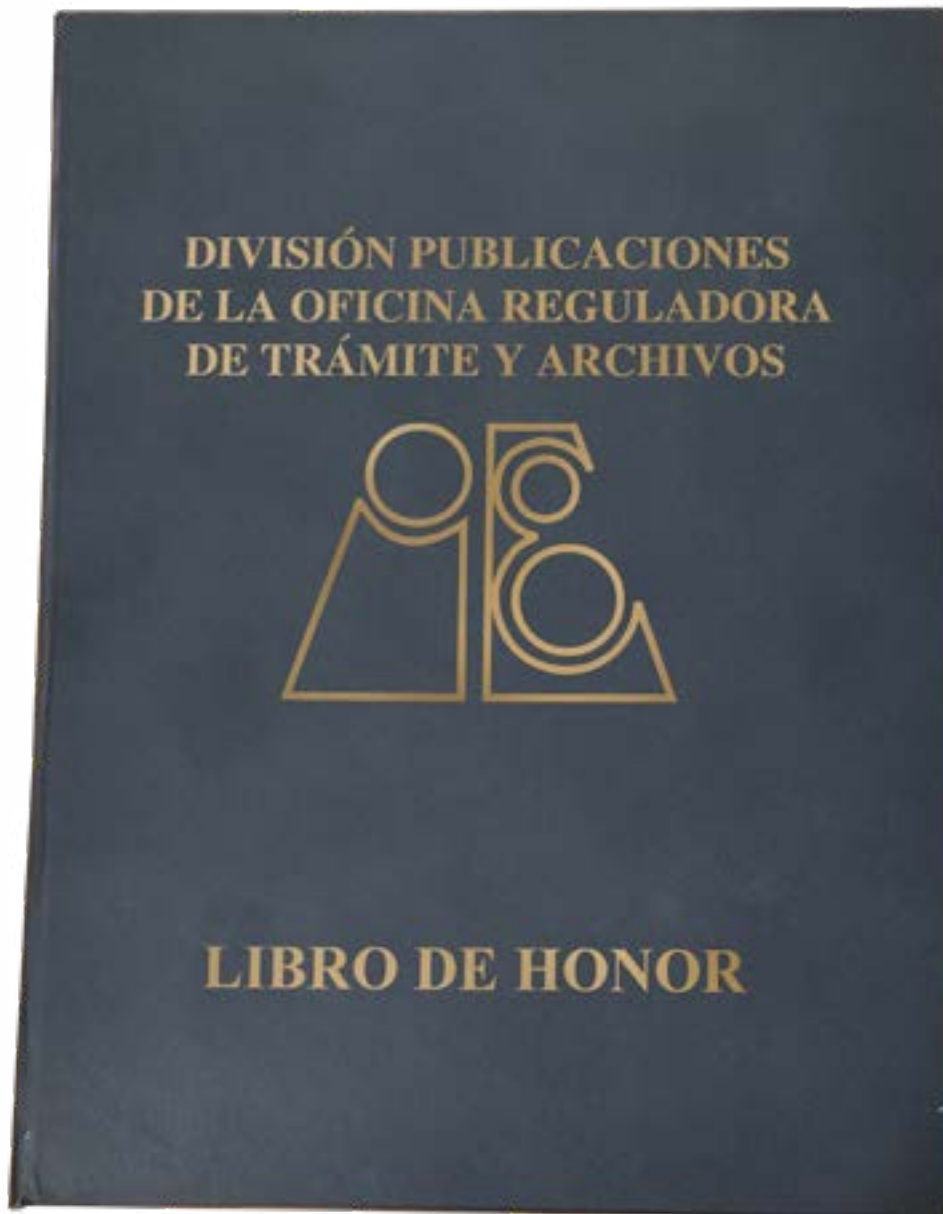 DIVISIÓN PUBLICACIONES
DE LA OFICINA REGULADORA
DE TRÁMITE Y ARCHIVOS
LIBRO DE HONOR